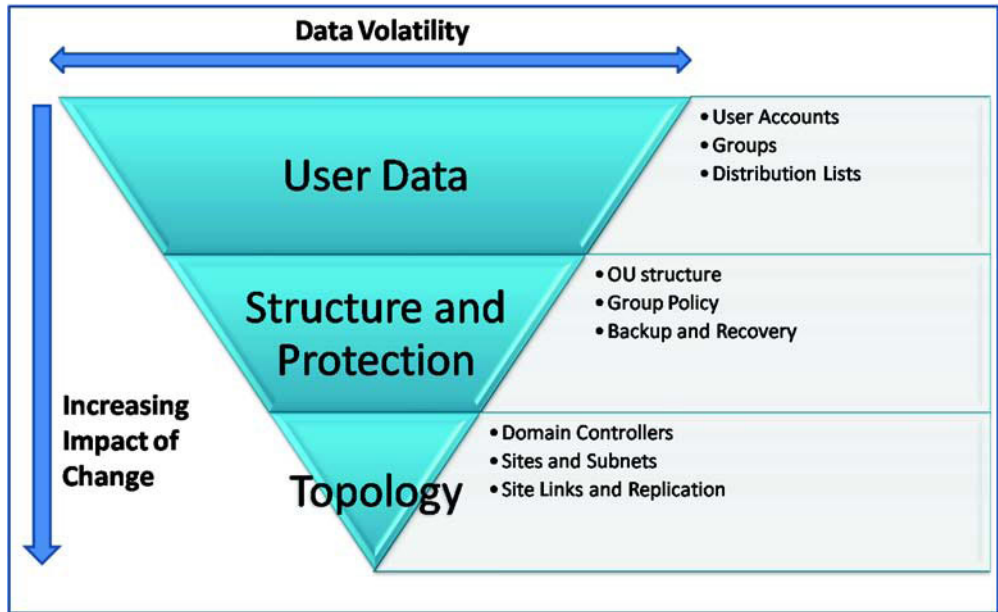 Data Volatility
User Data
• User Accounts
• Groups
• Distribution Lists
Structure and
Protection
• OU structure
• Group Policy
• Backup and Recovery
Increasing
Impact of
Change
Topology
• Domain Controllers
• Sites and Subnets
• Site Links and Replication